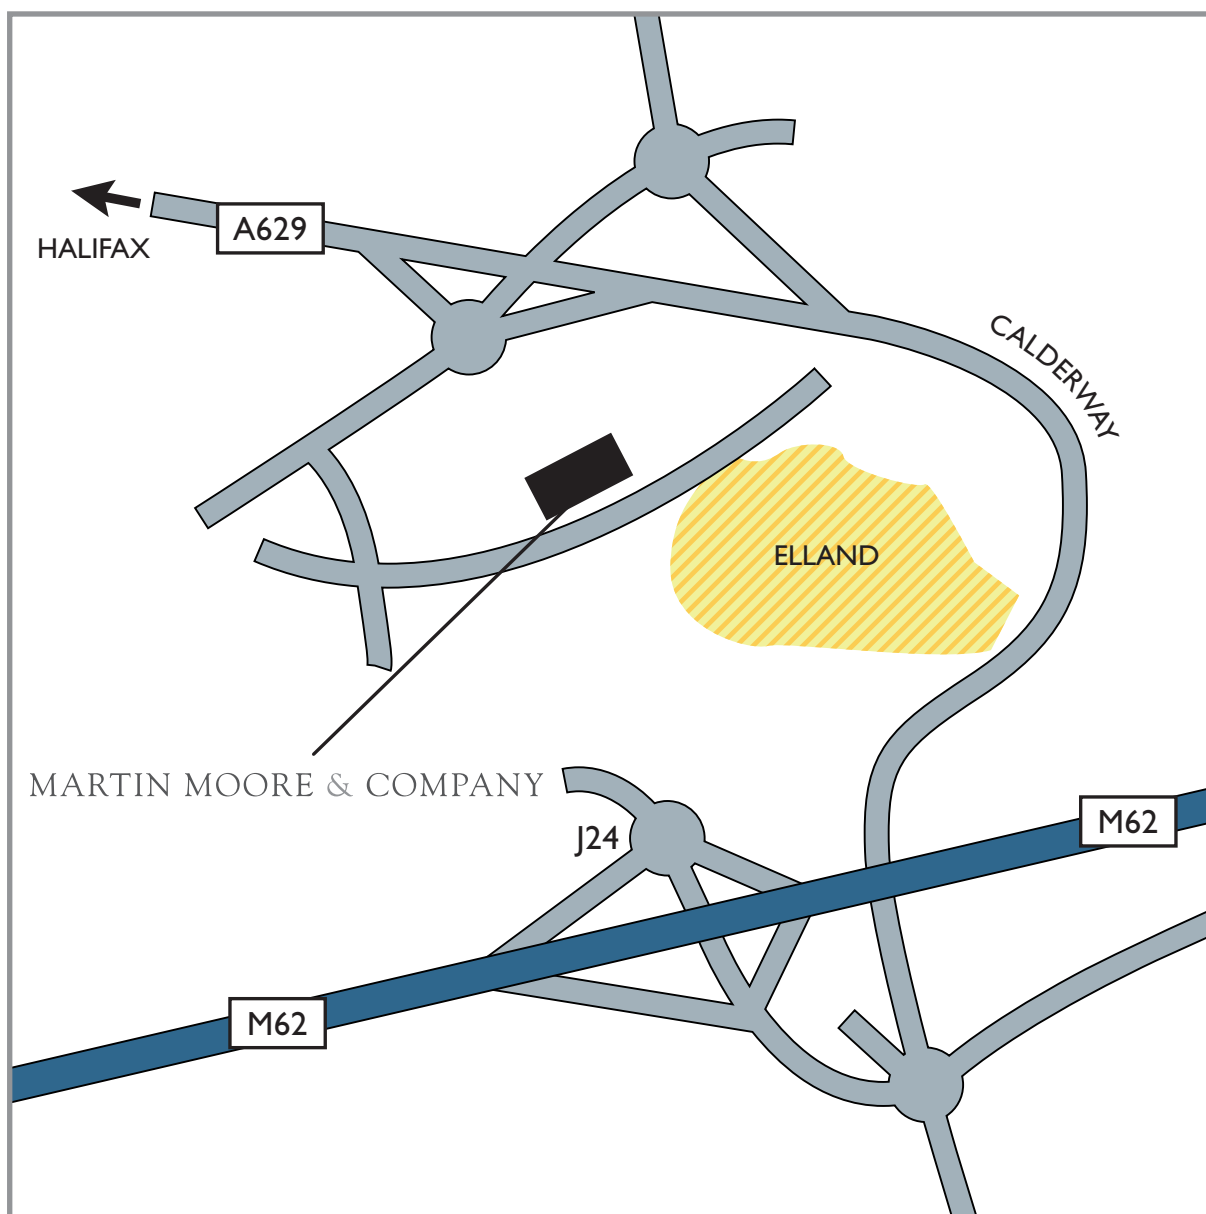 A629
HALIFAX
CALDERWAY
ELLAND
MARTIN MOORE & COMPANY
M62
J24
M62